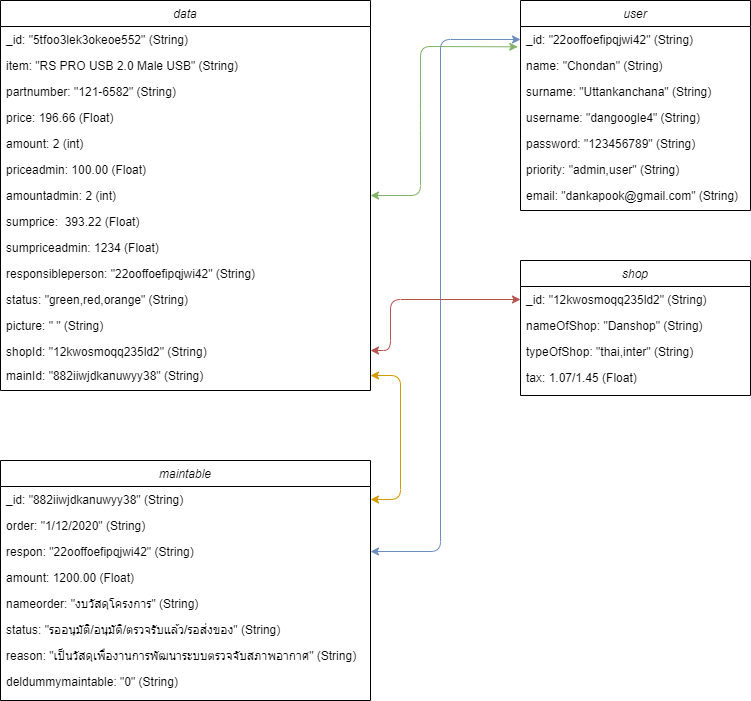 data
_id: "5tfoo3lek3okeoe552" (String)
item: "RS PRO USB 2.0 Male USB" (String)
partnumber: "121-6582" (String)
price: 196.66 (Float)
amount: 2 (int)
priceadmin: 100.00 (Float)
amountadmin: 2 (int)
sumprice:  393.22 (Float)
sumpriceadmin: 1234 (Float)
responsibleperson: "22ooffoefipqjwi42" (String)
status: "green,red,orange" (String)
picture: " " (String)
shopId: "12kwosmoqq235ld2" (String)
mainId: "882iiwjdkanuwyy38" (String)
user
_id: "22ooffoefipqjwi42" (String)
name: "Chondan" (String)
surname: "Uttankanchana" (String)
username: "dangoogle4" (String)
password: "123456789" (String)
priority: "admin,user" (String)
email: "dankapook@gmail.com" (String)
shop
_id: "12kwosmoqq235ld2" (String)
nameOfShop: "Danshop" (String)
typeOfShop: "thai,inter" (String)
tax: 1.07/1.45 (Float)
maintable
_id: "882iiwjdkanuwyy38" (String)
order: "1/12/2020" (String)
respon: "22ooffoefipqjwi42" (String)
amount: 1200.00 (Float)
nameorder: "งบวัสดุโครงการ" (String)
status: "รออนุมัติ/อนุมัติ/ตรวจรับแล้ว/รอส่งของ" (String)
reason: "เป็นวัสดุเพื่องานการพัฒนาระบบตรวจจับสภาพอากาศ" (String)
deldummymaintable: "0" (String)